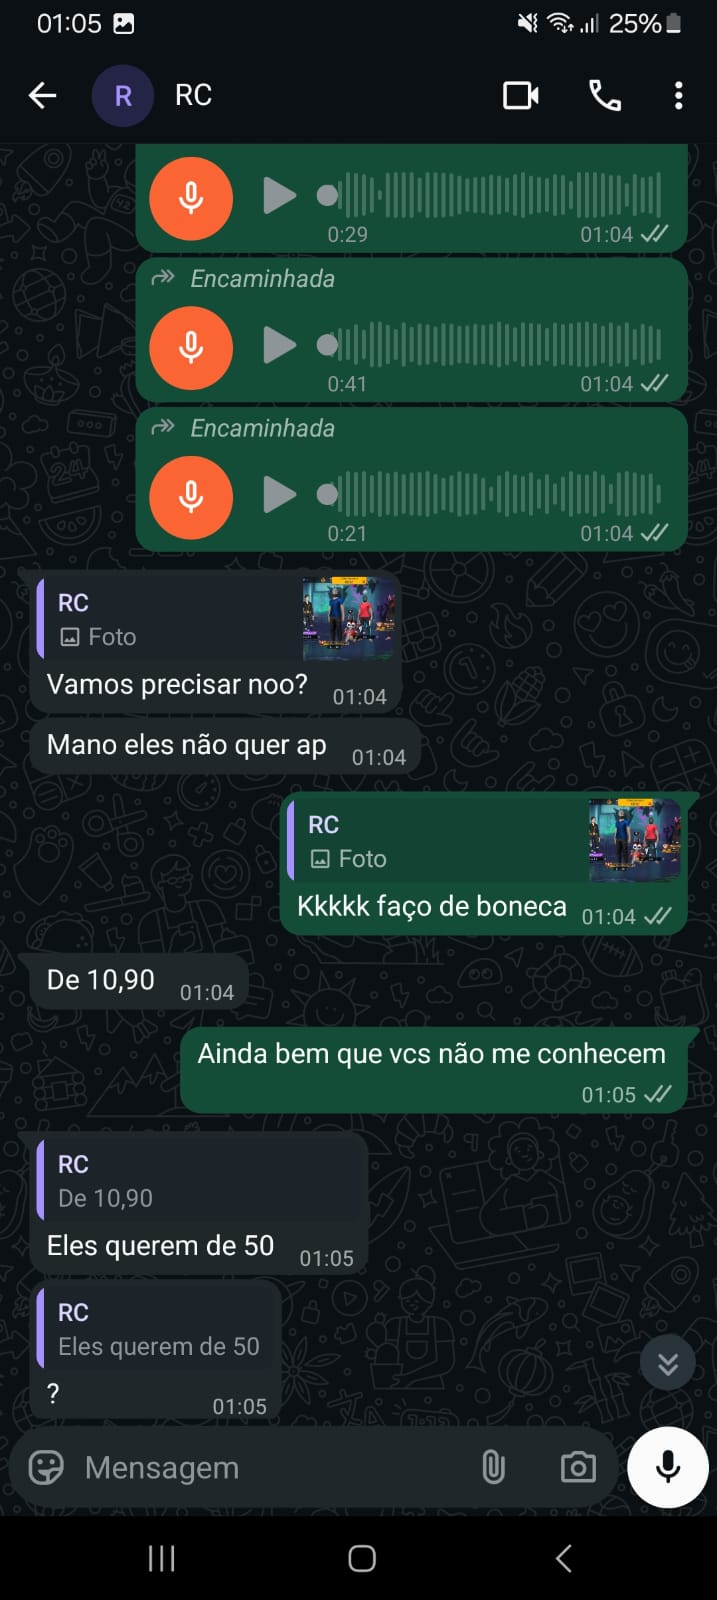 01:05
25%
R
RC
0:29
01:04
Encaminhada
0:41
01:04
Encaminhada
0:21
01:04
RC
Foto
Vamos precisar noo?
01:04
Mano eles não quer ap
01:04
RC
Foto
Kkkkk faço de boneca
01:04
De 10,90
01:04
Ainda bem que vcs não me conhecem
01:05
RC
De 10,90
Eles querem de 50
01:05
RC
Eles querem de 50
?
01:05
Mensagem